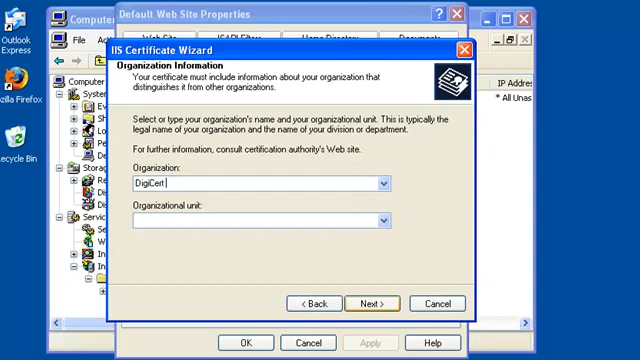 Outlook
Express
Mozilla Firefox
Recycle Bin
Computer
File
Computer
Default Web Site Properties
IIS Certificate Wizard
Organization Information
Your certificate must include information about your organization that
distinguishes it from other organizations.
Select or type your organization's name and your organizational unit. This is typically the
legal name of your organization and the name of your division or department.
For further information, consult certification authority's Web site.
Organization:
DigiCert
Organizational unit:
< Back
Next >
Cancel
OK
Cancel
Apply
Help
IP Addres
* All Unas